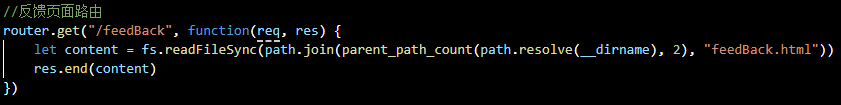 //反馈页面路由
router.get("/feedBack", function(req, res) {
    let content = fs.readFileSync(path.join(parent_path_count(path.resolve(__dirname), 2), "feedBack.html"))
    res.end(content)
})